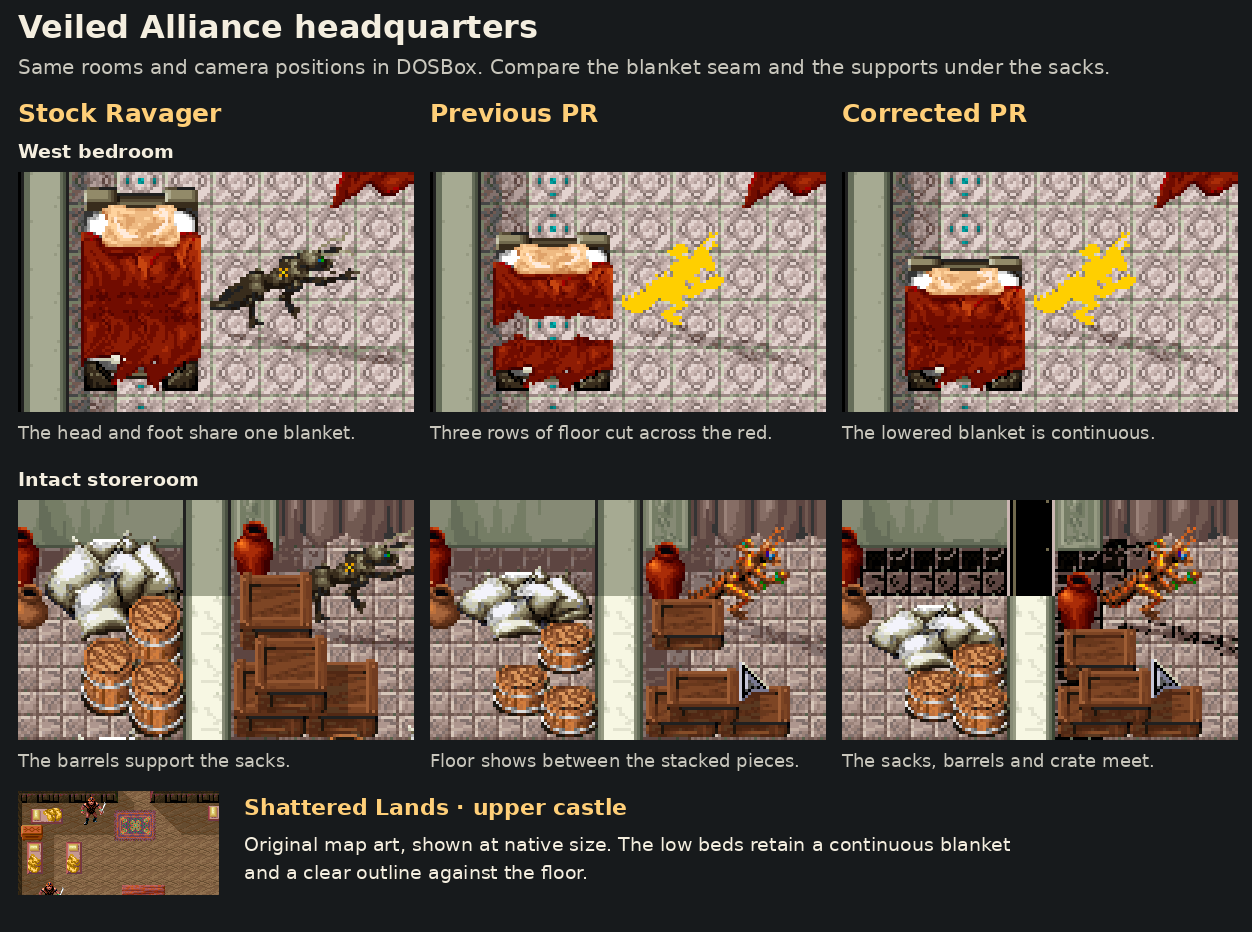 Veiled Alliance headquarters
Same rooms and camera positions in DOSBox. Compare the blanket seam and the supports under the sacks.
Stock Ravager
Previous PR
Corrected PR
West bedroom
The head and foot share one blanket.
Three rows of floor cut across the red.
The lowered blanket is continuous.
Intact storeroom
The barrels support the sacks.
Floor shows between the stacked pieces.
The sacks, barrels and crate meet.
Shattered Lands · upper castle
Original map art, shown at native size. The low beds retain a continuous blanket
and a clear outline against the floor.